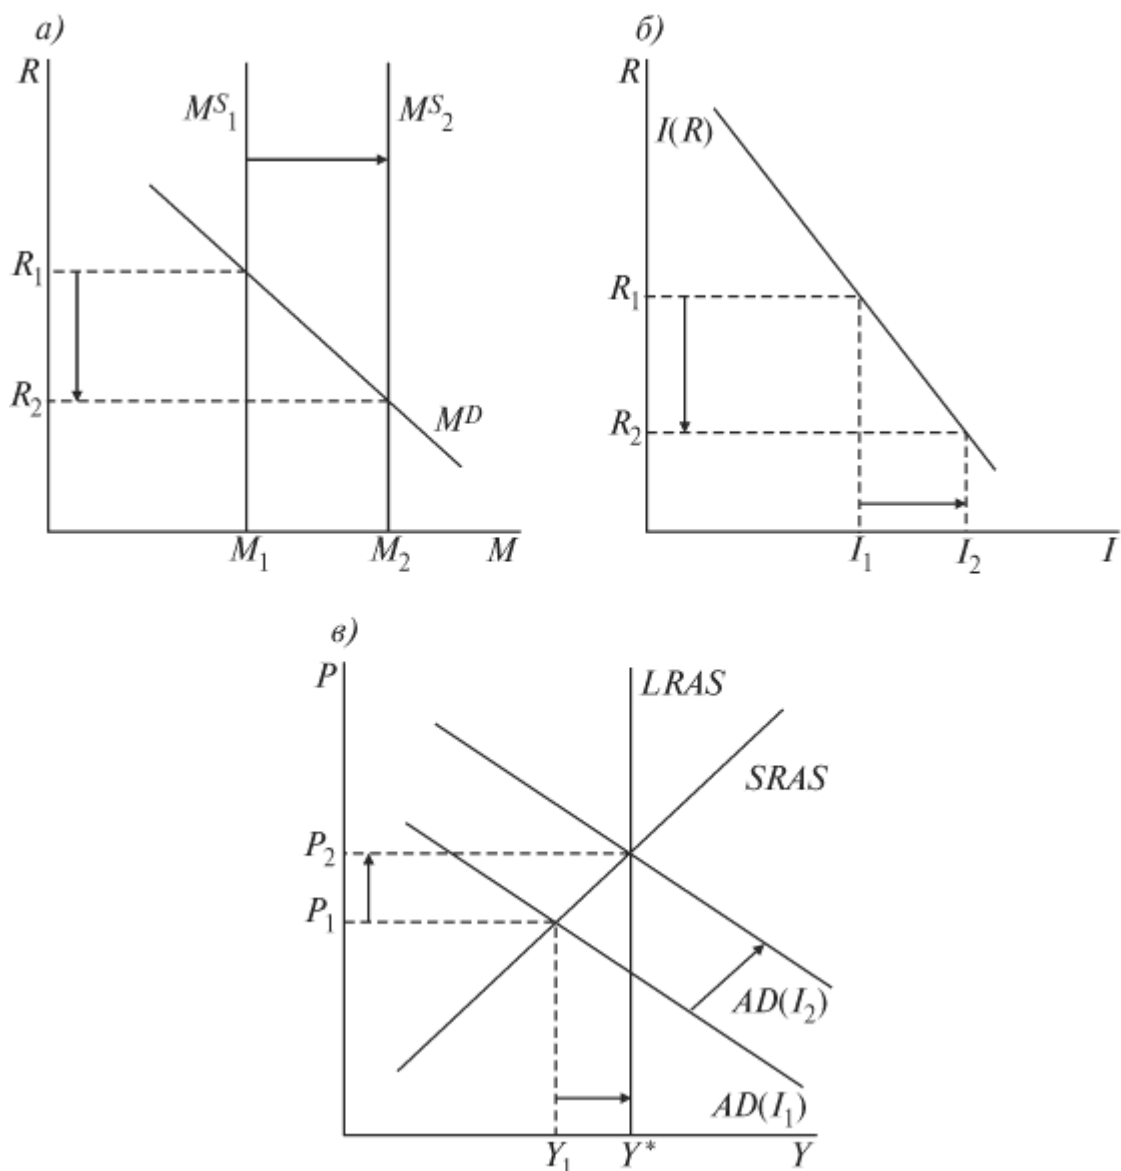 а) б)
R M^S_1 M^S_2 R I(R)
R_1 R_1
R_2 M^D R_2
M_1 M_2 M I_1 I_2 I
в)
P LRAS
SRAS
P_2
P_1
AD(I_2)
AD(I_1)
Y_1 Y* Y